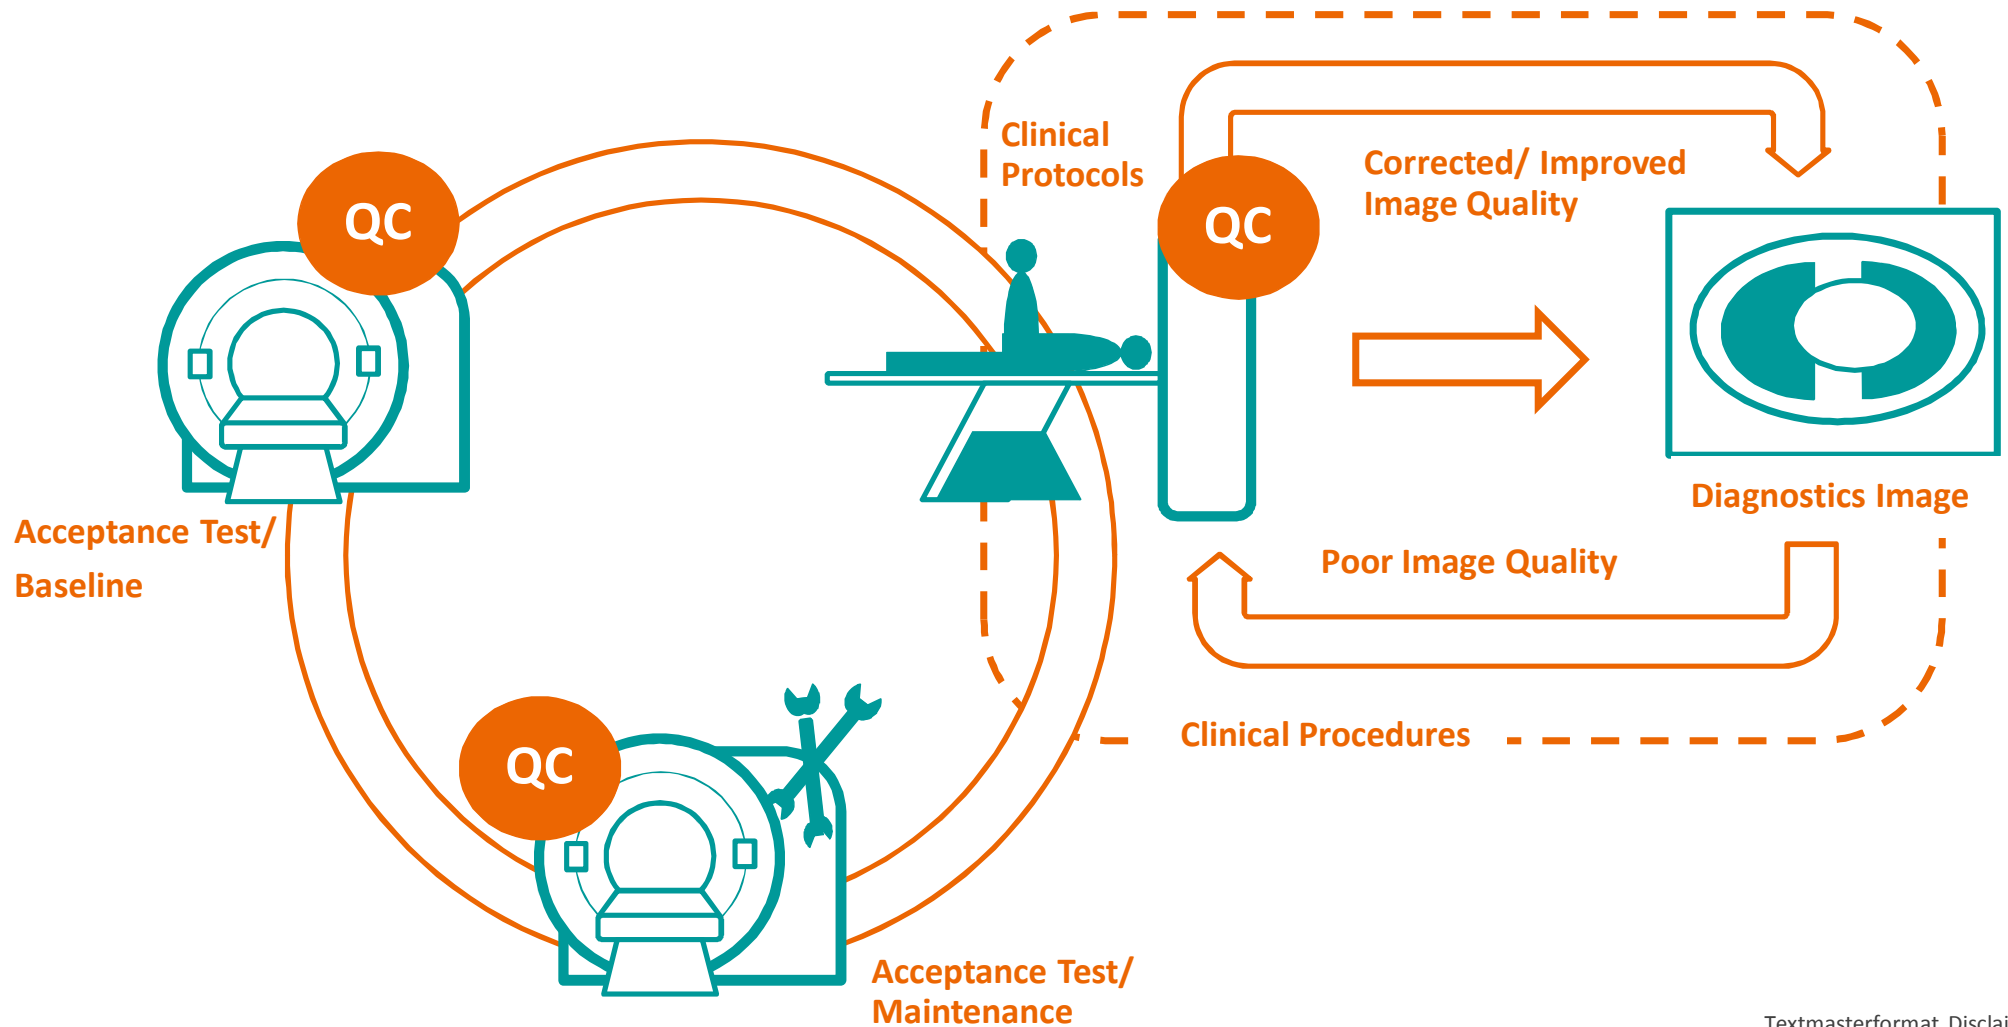 Clinical
Protocols
QC
QC
Corrected/ Improved
Image Quality
Diagnostics Image
Acceptance Test/
Baseline
Poor Image Quality
Clinical Procedures
QC
Acceptance Test/
Maintenance
Textmasterformat